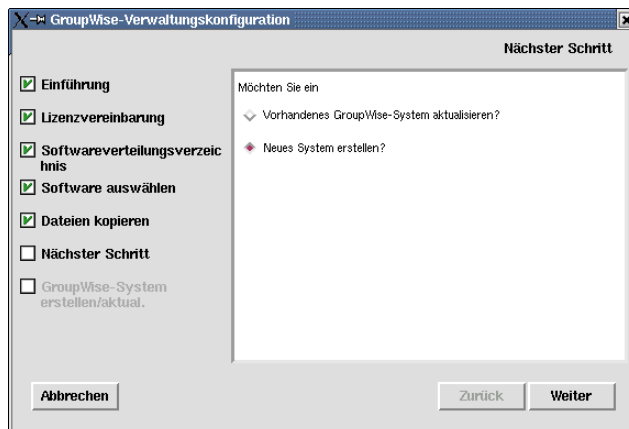 GroupWise-Verwaltungskonfiguration
Nächster Schritt
Einführung
Lizenzvereinbarung
Softwareverteilungsverzeic
hnis
Software auswählen
Dateien kopieren
Nächster Schritt
GroupWise-System
erstellen/aktual.
Möchten Sie ein
Vorhandenes GroupWise-System aktualisieren?
Neues System erstellen?
Abbrechen
Zurück
Weiter